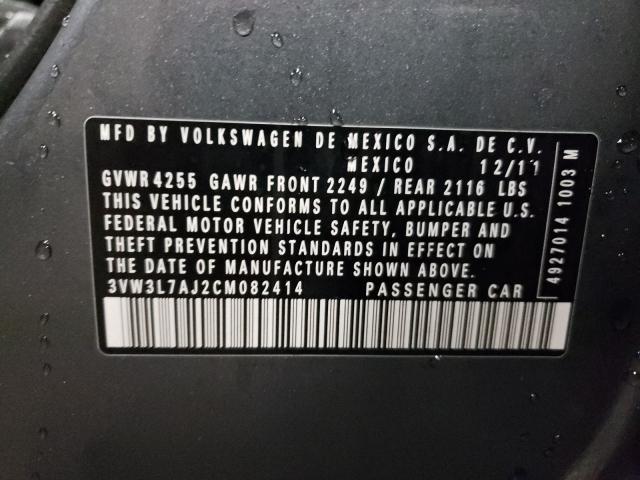 MFD BY VOLKSWAGEN DE MEXICO S.A. DE C.V.
MEXICO 12/11
GVWR 4255 GAWR FRONT 2249 / REAR 2116 LBS
THIS VEHICLE CONFORMS TO ALL APPLICABLE U.S.
FEDERAL MOTOR VEHICLE SAFETY, BUMPER AND
THEFT PREVENTION STANDARDS IN EFFECT ON
THE DATE OF MANUFACTURE SHOWN ABOVE.
3VW3L7AJ2CM082414 PASSENGER CAR
4927014 1003 M